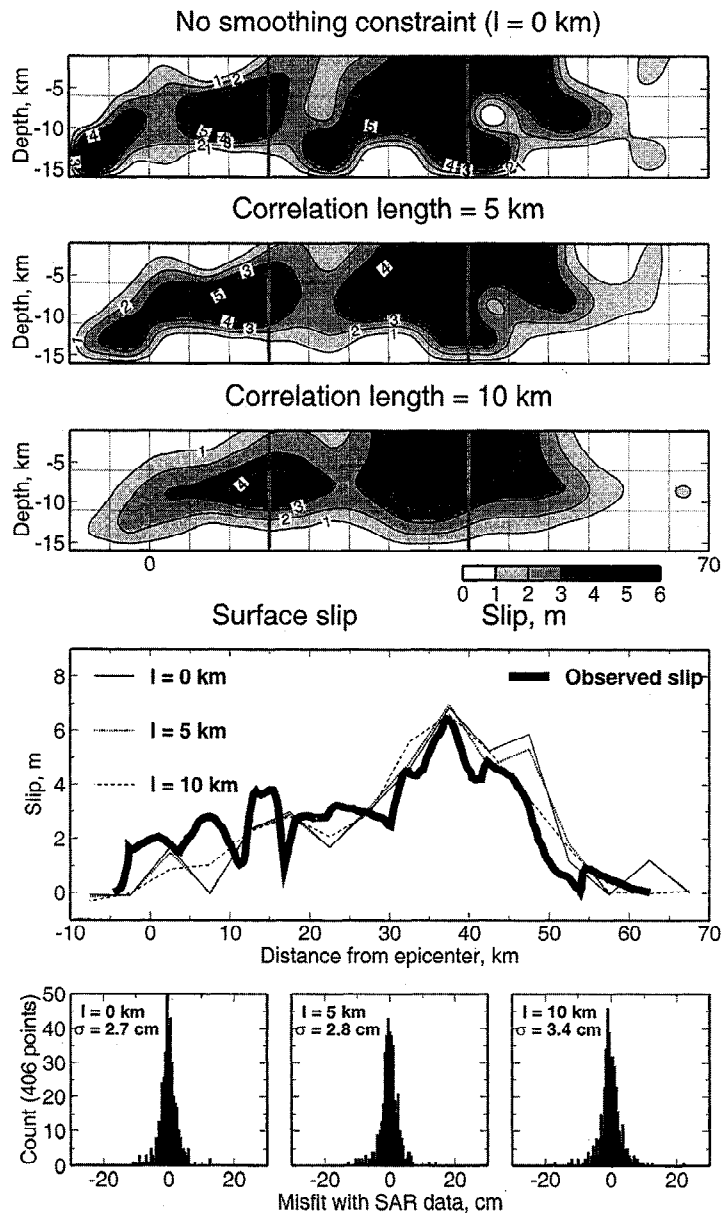 No smoothing constraint (l = 0 km)
Depth, km
-5
-10
-15
1 2
4
3
5
4
2 3
1
5
4 3
2 1
Correlation length = 5 km
Depth, km
-5
-10
-15
3
4
2
5
4 3
1
2
3
1
Correlation length = 10 km
Depth, km
-5
-10
-15
1
4
3
2
1
0
70
0 1 2 3 4 5 6
Surface slip
Slip, m
Slip, m
8
6
4
2
0
l = 0 km
l = 5 km
l = 10 km
Observed slip
-10 0 10 20 30 40 50 60 70
Distance from epicenter, km
Count (406 points)
50
40
30
20
10
0
l = 0 km
σ = 2.7 cm
l = 5 km
σ = 2.8 cm
l = 10 km
σ = 3.4 cm
-20 0 20
-20 0 20
-20 0 20
Misfit with SAR data, cm